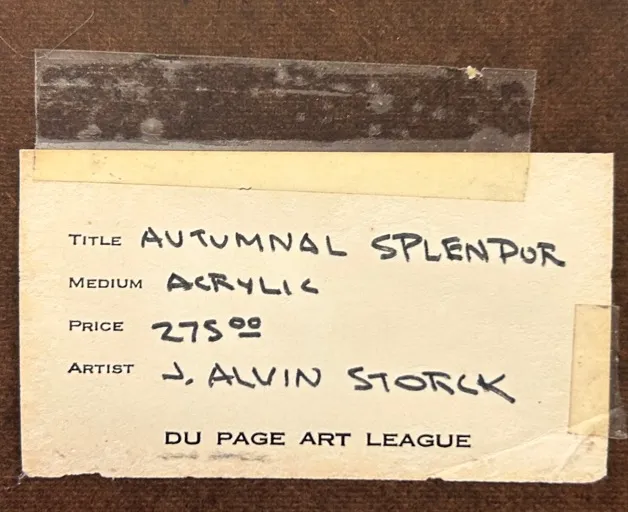 TITLE AUTUMNAL SPLENDOR
MEDIUM ACRYLIC
PRICE 275⁰⁰
ARTIST J. ALVIN STORCK
DU PAGE ART LEAGUE